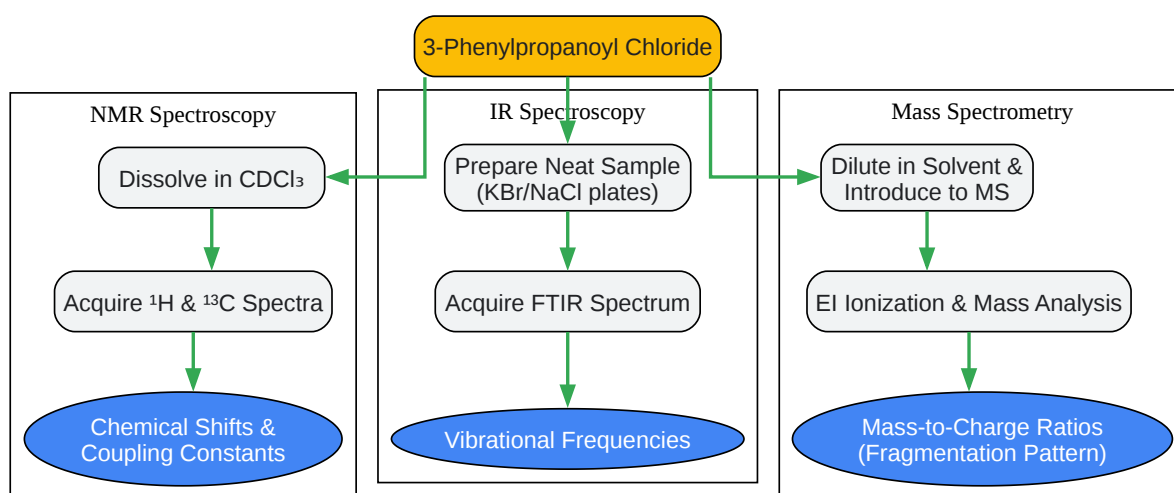 3-Phenylpropanoyl Chloride
NMR Spectroscopy
Dissolve in CDCl₃
Acquire ¹H & ¹³C Spectra
Chemical Shifts &
Coupling Constants
IR Spectroscopy
Prepare Neat Sample
(KBr/NaCl plates)
Acquire FTIR Spectrum
Vibrational Frequencies
Mass Spectrometry
Dilute in Solvent &
Introduce to MS
EI Ionization & Mass Analysis
Mass-to-Charge Ratios
(Fragmentation Pattern)